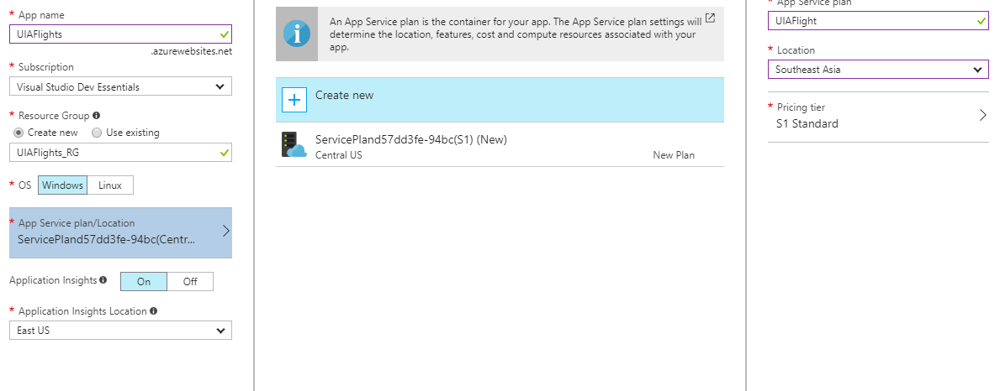 * App name
UIAFlights
.azurewebsites.net
* Subscription
Visual Studio Dev Essentials
* Resource Group
Create new
Use existing
UIAFlights_RG
* OS
Windows
Linux
* App Service plan/Location
ServicePland57dd3fe-94bc(Centr...
Application Insights
On
Off
* Application Insights Location
East US
An App Service plan is the container for your app. The App Service plan settings will
determine the location, features, cost and compute resources associated with your
app.
Create new
ServicePland57dd3fe-94bc(S1) (New)
Central US
New Plan
* App Service plan
UIAFlight
* Location
Southeast Asia
* Pricing tier
S1 Standard